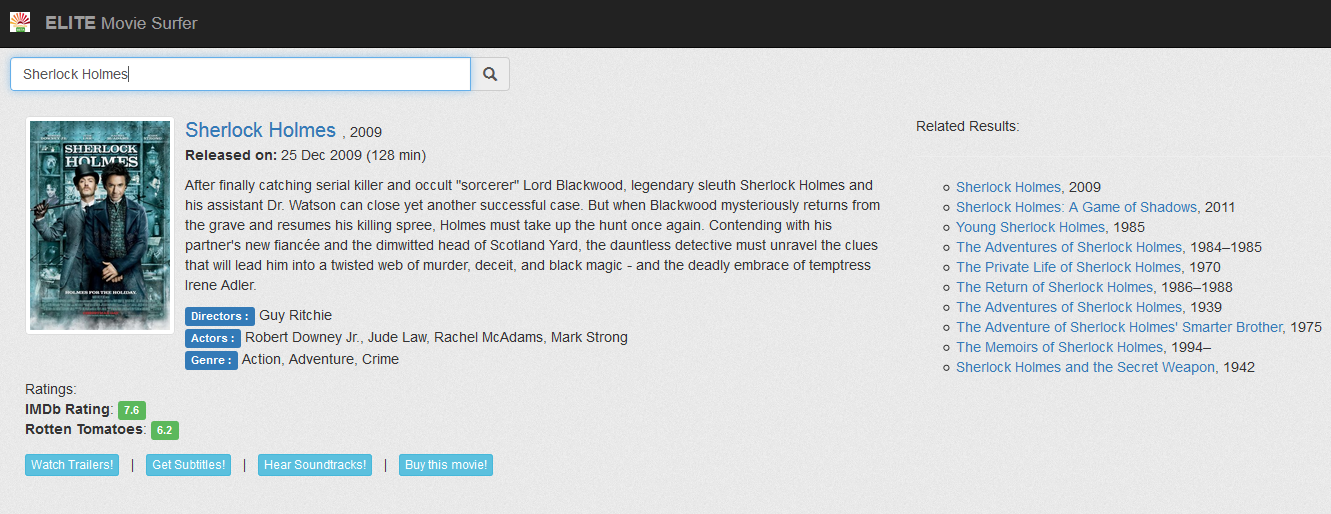 ELITE Movie Surfer
Sherlock Holmes
SHERLOCK
HOLMES
HOLMES FOR THE HOLIDAY
Sherlock Holmes , 2009
Released on: 25 Dec 2009 (128 min)
After finally catching serial killer and occult "sorcerer" Lord Blackwood, legendary sleuth Sherlock Holmes and
his assistant Dr. Watson can close yet another successful case. But when Blackwood mysteriously returns from
the grave and resumes his killing spree, Holmes must take up the hunt once again. Contending with his
partner's new fiancée and the dimwitted head of Scotland Yard, the dauntless detective must unravel the clues
that will lead him into a twisted web of murder, deceit, and black magic - and the deadly embrace of temptress
Irene Adler.
Directors : Guy Ritchie
Actors : Robert Downey Jr., Jude Law, Rachel McAdams, Mark Strong
Genre : Action, Adventure, Crime
Ratings:
IMDb Rating: 7.6
Rotten Tomatoes: 6.2
Watch Trailers! | Get Subtitles! | Hear Soundtracks! | Buy this movie!
Related Results:
Sherlock Holmes, 2009
Sherlock Holmes: A Game of Shadows, 2011
Young Sherlock Holmes, 1985
The Adventures of Sherlock Holmes, 1984–1985
The Private Life of Sherlock Holmes, 1970
The Return of Sherlock Holmes, 1986–1988
The Adventures of Sherlock Holmes, 1939
The Adventure of Sherlock Holmes' Smarter Brother, 1975
The Memoirs of Sherlock Holmes, 1994–
Sherlock Holmes and the Secret Weapon, 1942